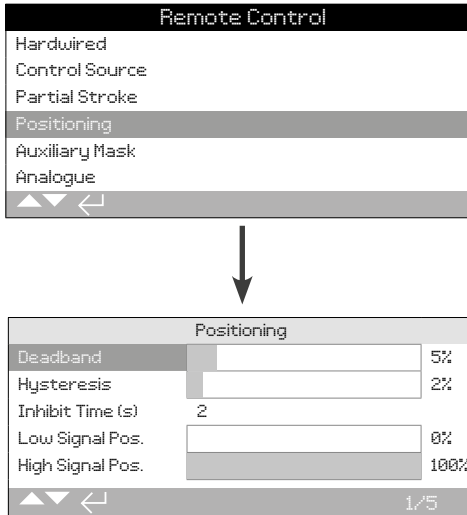 Remote Control
Hardwired
Control Source
Partial Stroke
Positioning
Auxiliary Mask
Analogue
Positioning
Deadband 5%
Hysteresis 2%
Inhibit Time (s) 2
Low Signal Pos. 0%
High Signal Pos. 100%
1/5